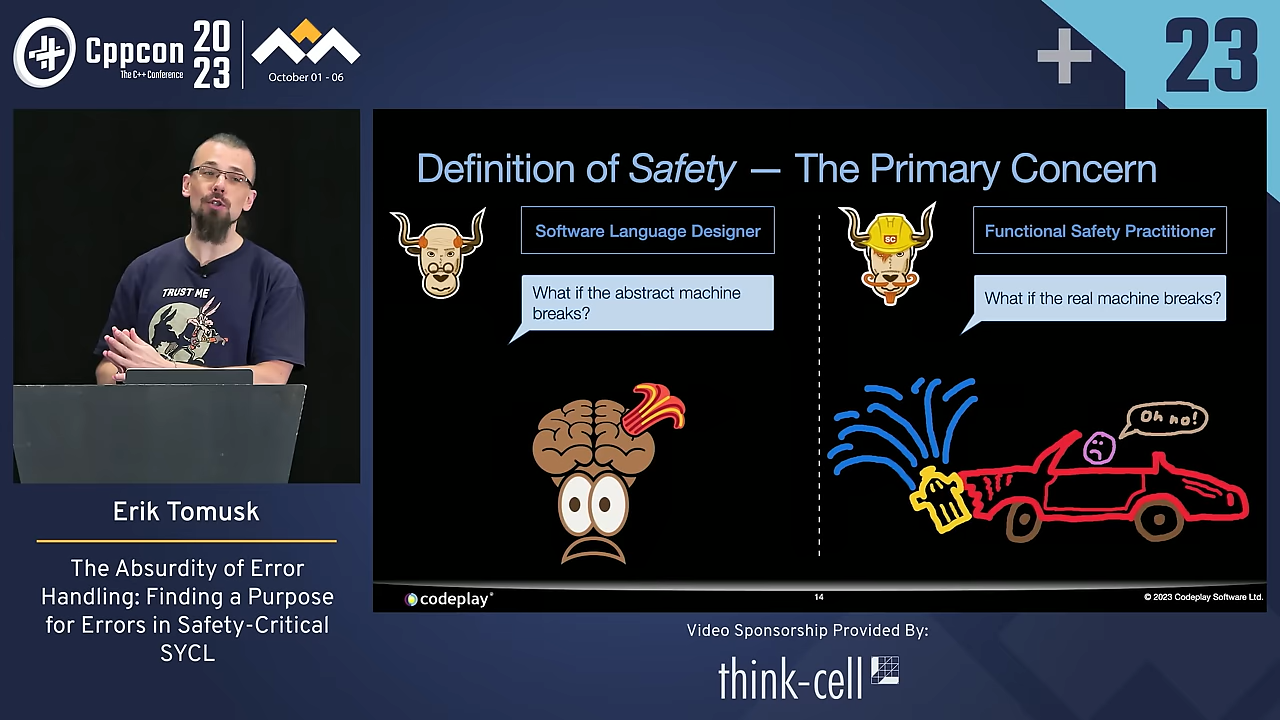 Cppcon
The C++ Conference
20
23
October 01 - 06
+ 23
TRUST ME
Definition of Safety — The Primary Concern
Software Language Designer
What if the abstract machine
breaks?
SC
Functional Safety Practitioner
What if the real machine breaks?
Oh no!
codeplay®
14
© 2023 Codeplay Software Ltd.
Erik Tomusk
The Absurdity of Error
Handling: Finding a Purpose
for Errors in Safety-Critical
SYCL
Video Sponsorship Provided By:
think-cell